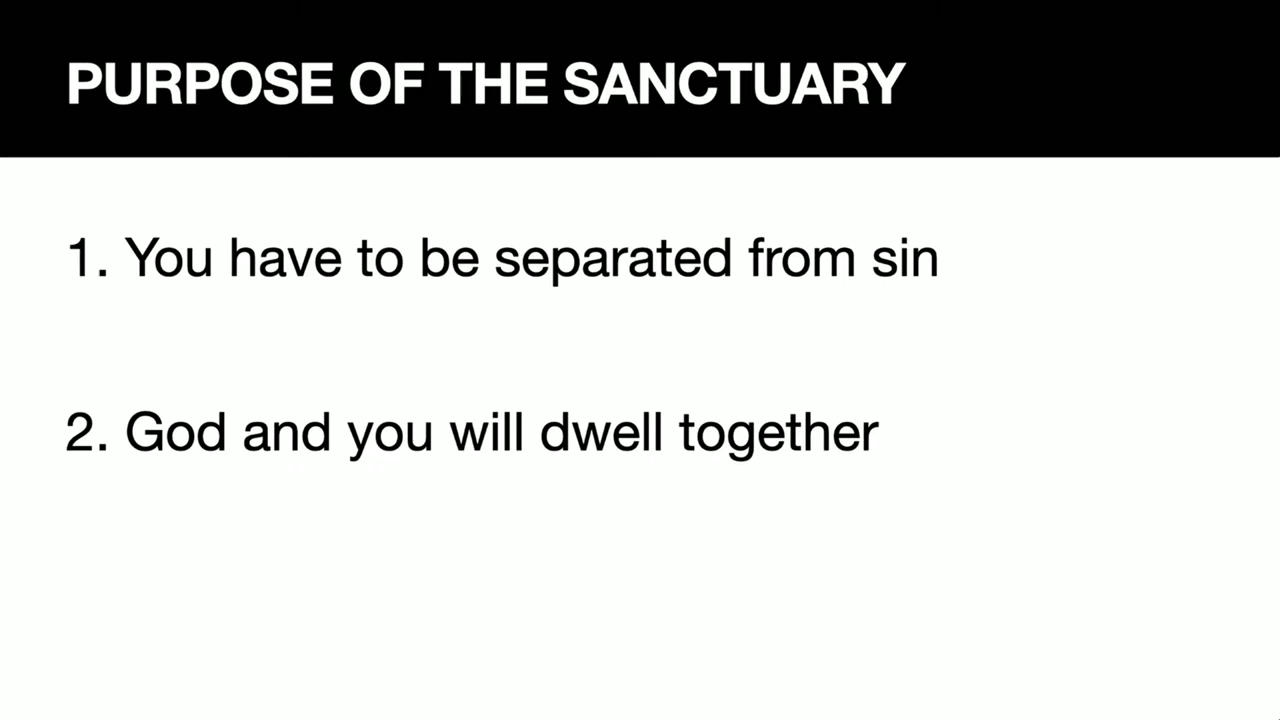 PURPOSE OF THE SANCTUARY
1. You have to be separated from sin
2. God and you will dwell together